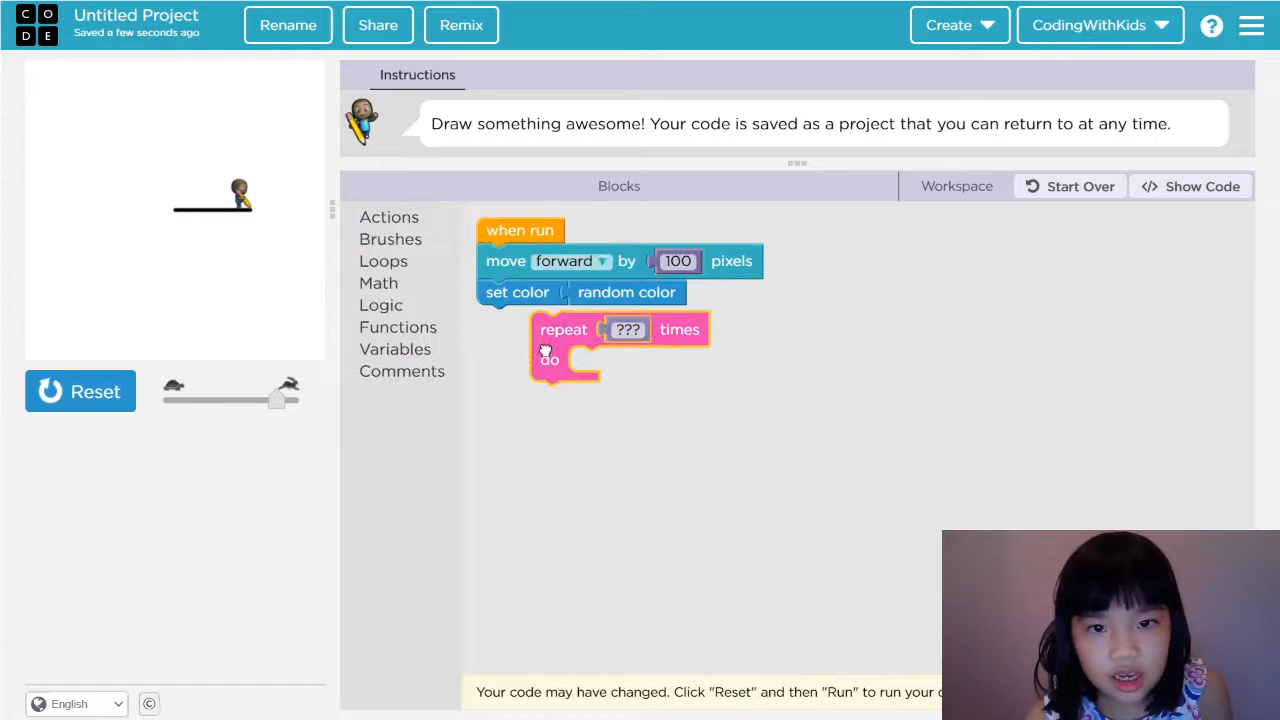 CODE
Untitled Project
Saved a few seconds ago
Rename
Share
Remix
Create
CodingWithKids
?
Instructions
Draw something awesome! Your code is saved as a project that you can return to at any time.
Blocks
Workspace
Start Over
</> Show Code
Actions
Brushes
Loops
Math
Logic
Functions
Variables
Comments
when run
move forward by 100 pixels
set color random color
repeat ??? times
do
Reset
Your code may have changed. Click "Reset" and then "Run" to run your
English
©